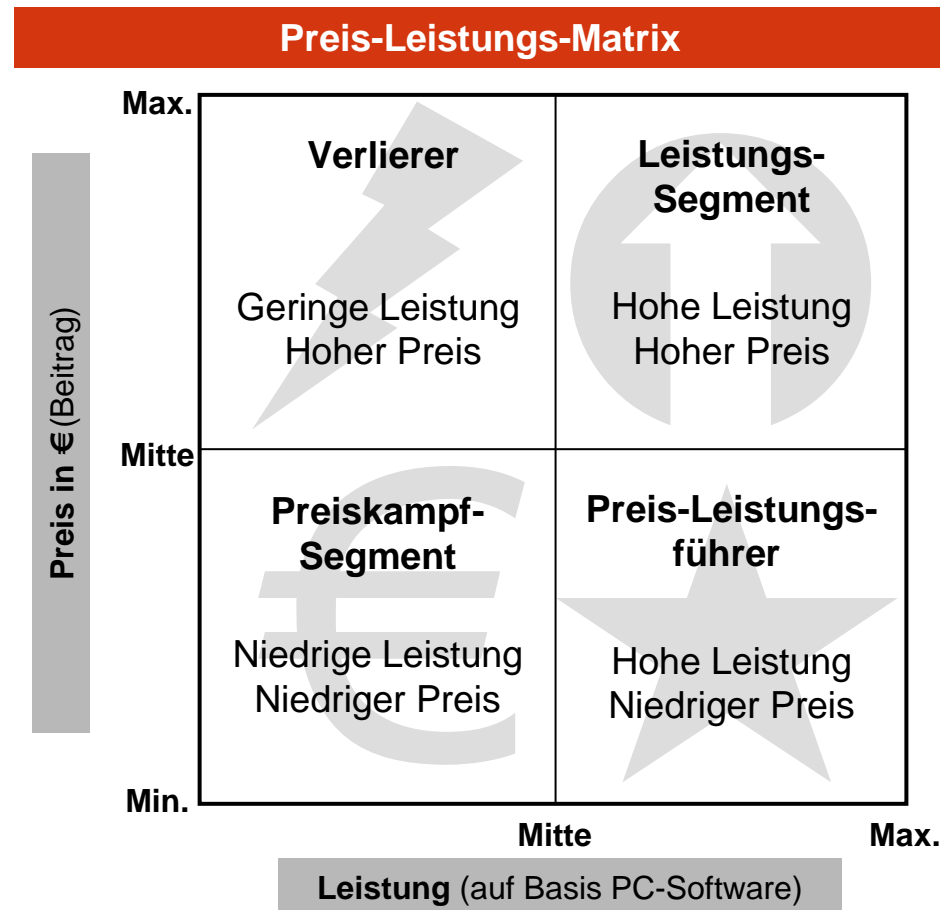 Preis-Leistungs-Matrix
Max.
Verlierer
Leistungs-
Segment
Geringe Leistung
Hoher Preis
Hohe Leistung
Hoher Preis
Preis in € (Beitrag)
Mitte
Preiskampf-
Segment
Preis-Leistungs-
führer
Niedrige Leistung
Niedriger Preis
Hohe Leistung
Niedriger Preis
Min.
Mitte
Max.
Leistung (auf Basis PC-Software)